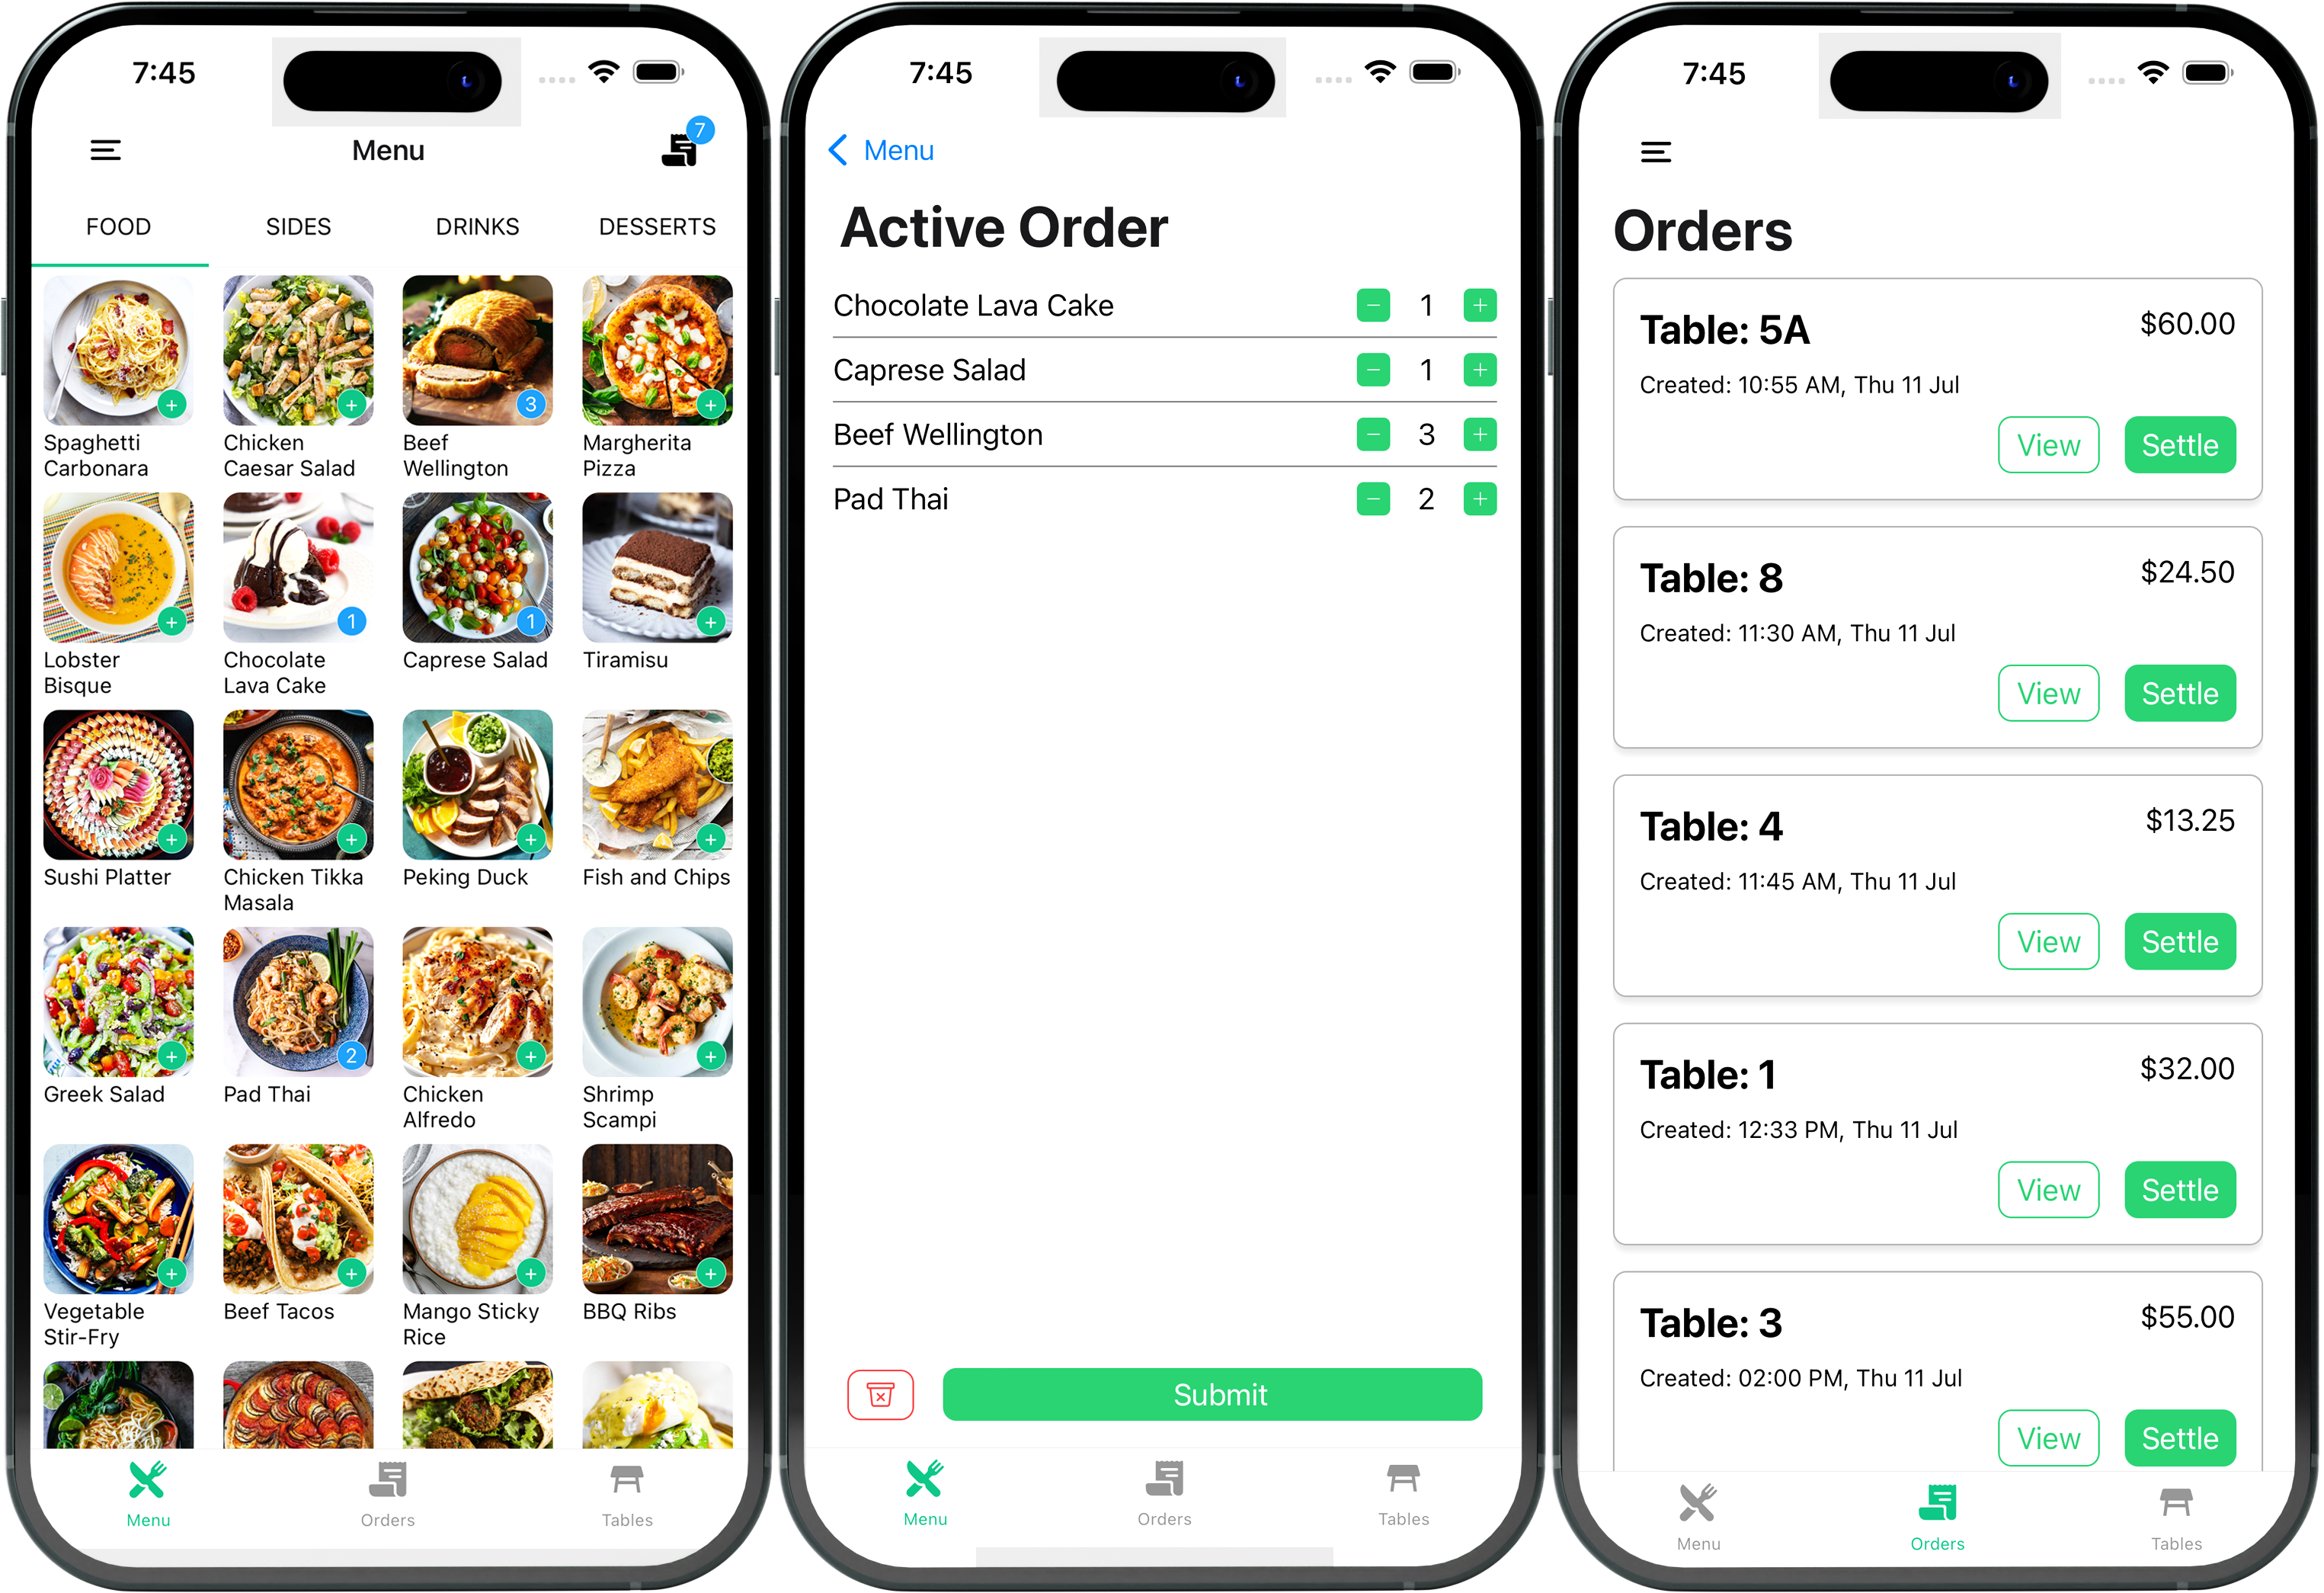 7:45
Menu
7
FOOD SIDES DRINKS DESSERTS
3
Spaghetti Carbonara
Chicken Caesar Salad
Beef Wellington
Margherita Pizza
1
1
Lobster Bisque
Chocolate Lava Cake
Caprese Salad
Tiramisu
Sushi Platter
Chicken Tikka Masala
Peking Duck
Fish and Chips
2
Greek Salad
Pad Thai
Chicken Alfredo
Shrimp Scampi
Vegetable Stir-Fry
Beef Tacos
Mango Sticky Rice
BBQ Ribs
Menu Orders Tables
7:45
Menu
Active Order
Chocolate Lava Cake 1
Caprese Salad 1
Beef Wellington 3
Pad Thai 2
Submit
Menu Orders Tables
7:45
Orders
Table: 5A $60.00
Created: 10:55 AM, Thu 11 Jul
View Settle
Table: 8 $24.50
Created: 11:30 AM, Thu 11 Jul
View Settle
Table: 4 $13.25
Created: 11:45 AM, Thu 11 Jul
View Settle
Table: 1 $32.00
Created: 12:33 PM, Thu 11 Jul
View Settle
Table: 3 $55.00
Created: 02:00 PM, Thu 11 Jul
View Settle
Menu Orders Tables